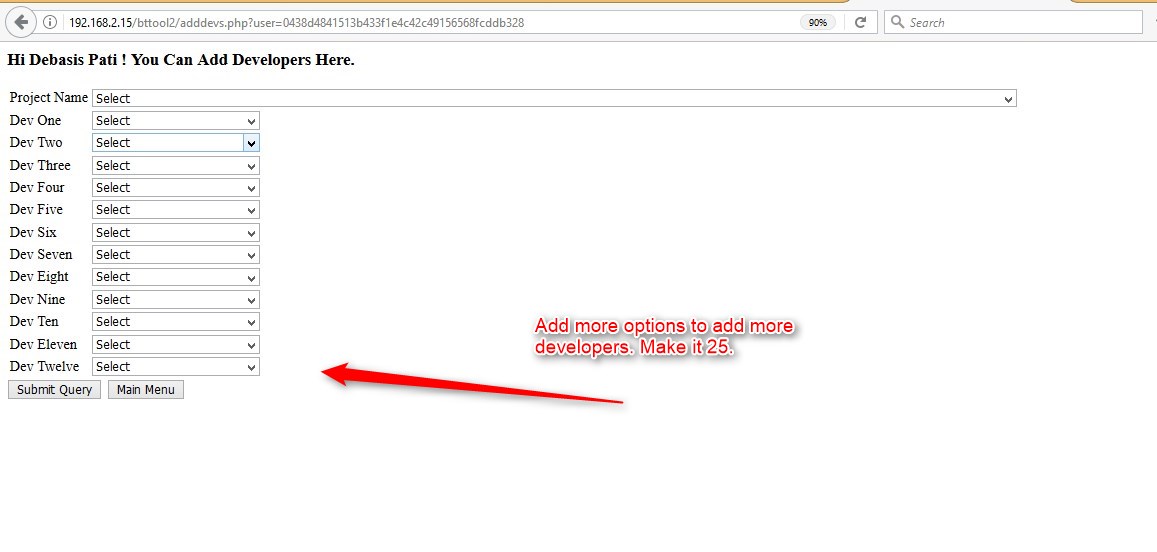 192.168.2.15/bttool2/adddevs.php?user=0438d4841513b433f1e4c42c49156568fcddb328 90% Search
Hi Debasis Pati ! You Can Add Developers Here.
Project Name Select
Dev One Select
Dev Two Select
Dev Three Select
Dev Four Select
Dev Five Select
Dev Six Select
Dev Seven Select
Dev Eight Select
Dev Nine Select
Dev Ten Select
Dev Eleven Select
Dev Twelve Select
Add more options to add more
developers. Make it 25.
Submit Query Main Menu